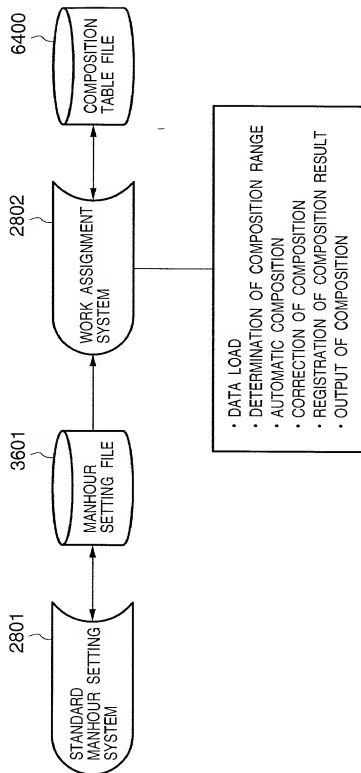 2801
STANDARD
MANHOUR SETTING
SYSTEM
3601
MANHOUR
SETTING FILE
2802
WORK ASSIGNMENT
SYSTEM
6400
COMPOSITION
TABLE FILE
· DATA LOAD
· DETERMINATION OF COMPOSITION RANGE
· AUTOMATIC COMPOSITION
· CORRECTION OF COMPOSITION
· REGISTRATION OF COMPOSITION RESULT
· OUTPUT OF COMPOSITION